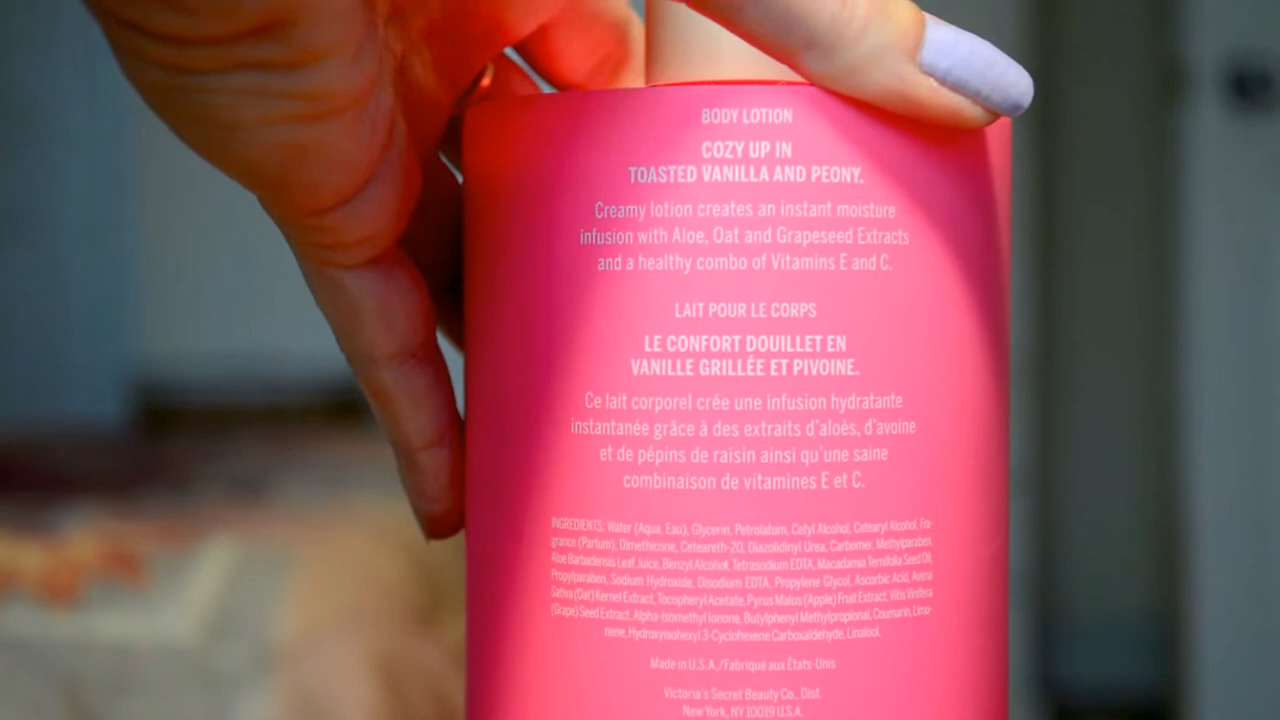 BODY LOTION
COZY UP IN
TOASTED VANILLA AND PEONY.
Creamy lotion creates an instant moisture
infusion with Aloe, Oat and Grapeseed Extracts
and a healthy combo of Vitamins E and C.
LAIT POUR LE CORPS
LE CONFORT DOUILLET EN
VANILLE GRILLÉE ET PIVOINE.
Ce lait corporel crée une infusion hydratante
instantanée grâce à des extraits d'aloès, d'avoine
et de pépins de raisin ainsi qu'une saine
combinaison de vitamines E et C.
INGREDIENTS: Water (Aqua, Eau), Glycerin, Petrolatum, Cetyl Alcohol, Cetearyl Alcohol, Fra-
grance (Parfum), Dimethicone, Ceteareth-20, Diazolidinyl Urea, Carbomer, Methylparaben,
Aloe Barbadensis Leaf Juice, Benzyl Alcohol, Tetrasodium EDTA, Macadamia Ternifolia Seed Oil,
Propylparaben, Sodium Hydroxide, Disodium EDTA, Propylene Glycol, Ascorbic Acid, Avena
Sativa (Oat) Kernel Extract, Tocopheryl Acetate, Pyrus Malus (Apple) Fruit Extract, Vitis Vinifera
(Grape) Seed Extract, Alpha-Isomethyl Ionone, Butylphenyl Methylpropional, Coumarin, Limo-
nene, Hydroxyisohexyl 3-Cyclohexene Carboxaldehyde, Linalool.
Made in U.S.A./Fabriqué aux États-Unis
Victoria's Secret Beauty Co., Dist.
New York, NY 10019 U.S.A.